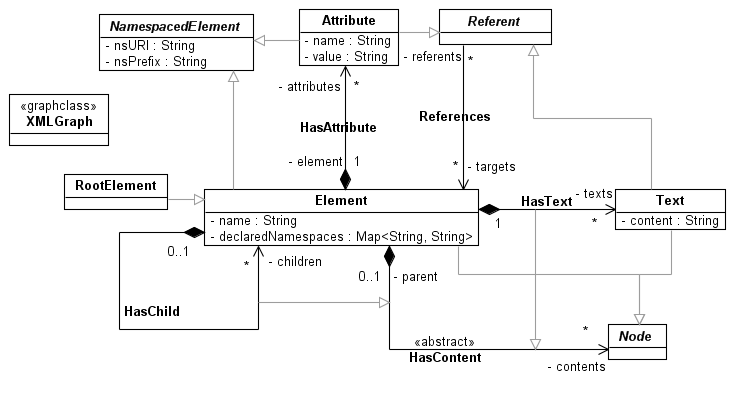 NamespacedElement
- nsURI : String
- nsPrefix : String
Attribute
- name : String
- value : String
Referent
- referents
*
- attributes
*
«graphclass»
XMLGraph
HasAttribute
References
- element
1
*
- targets
RootElement
Element
- name : String
- declaredNamespaces : Map<String, String>
1
HasText
- texts
*
Text
- content : String
0..1
*
- children
0..1
- parent
HasChild
«abstract»
HasContent
*
- contents
Node